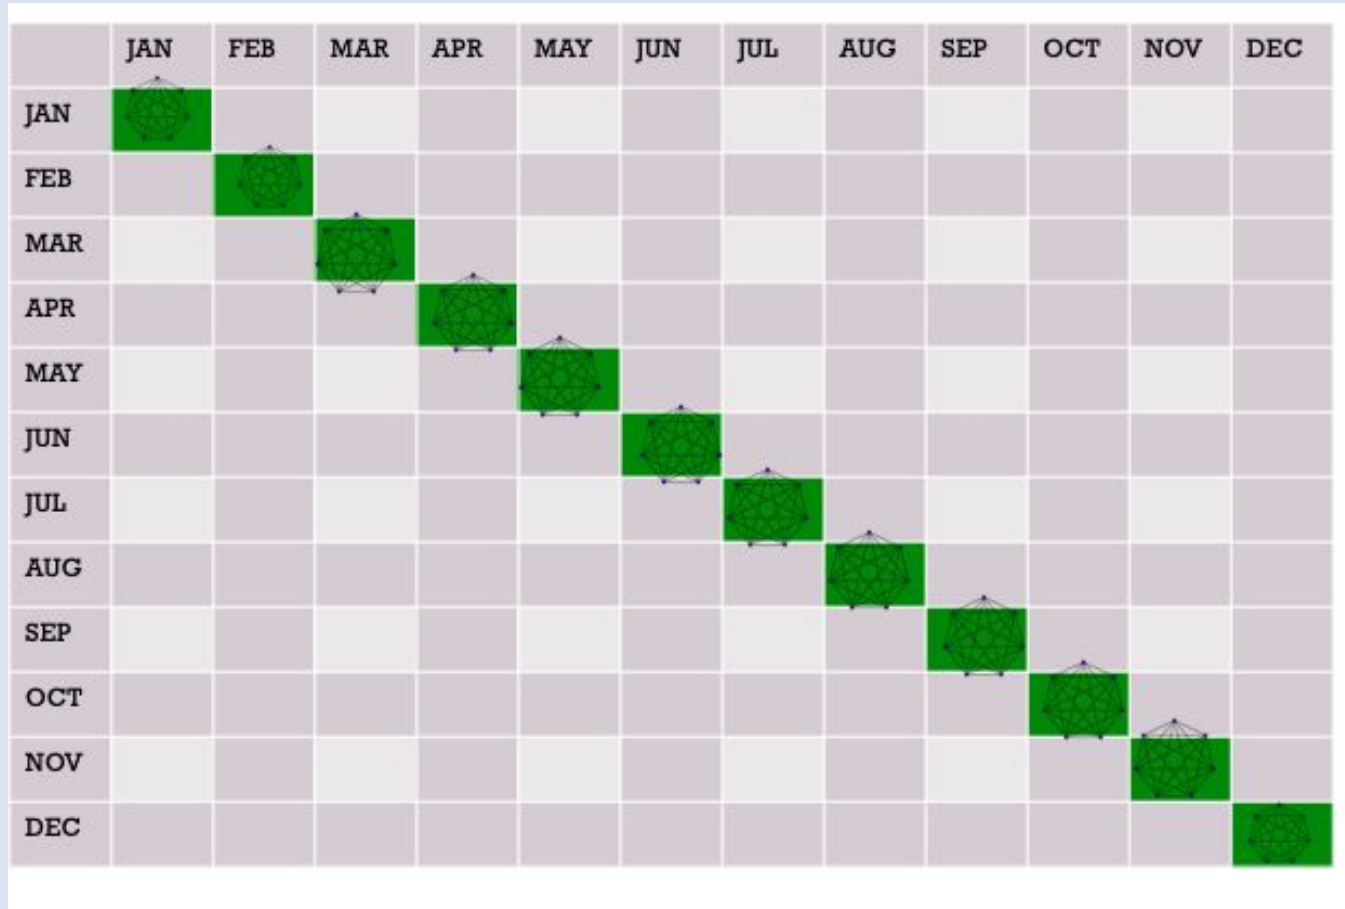 JAN FEB MAR APR MAY JUN JUL AUG SEP OCT NOV DEC
JAN
FEB
MAR
APR
MAY
JUN
JUL
AUG
SEP
OCT
NOV
DEC